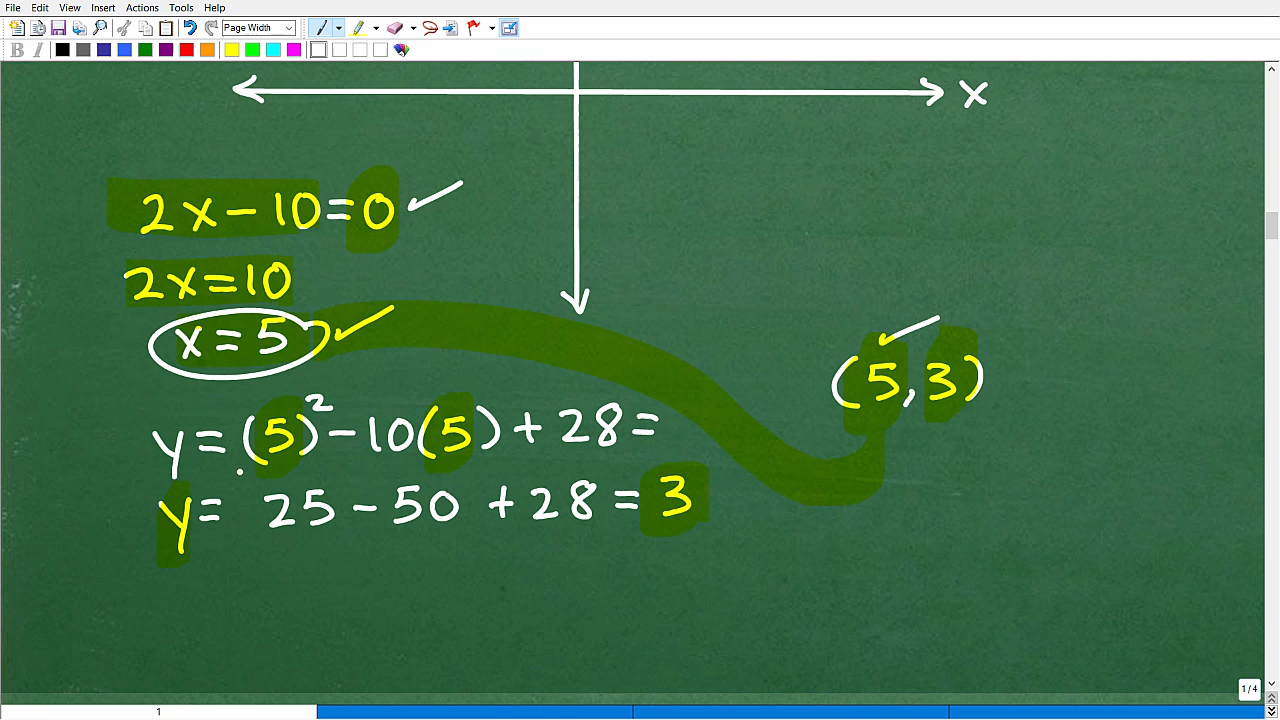 File Edit View Insert Actions Tools Help
Page Width
B I
x
2x-10=0
2x=10
x=5
(5,3)
y=(5)²-10(5)+28=
y= 25-50+28=3
1/4
1